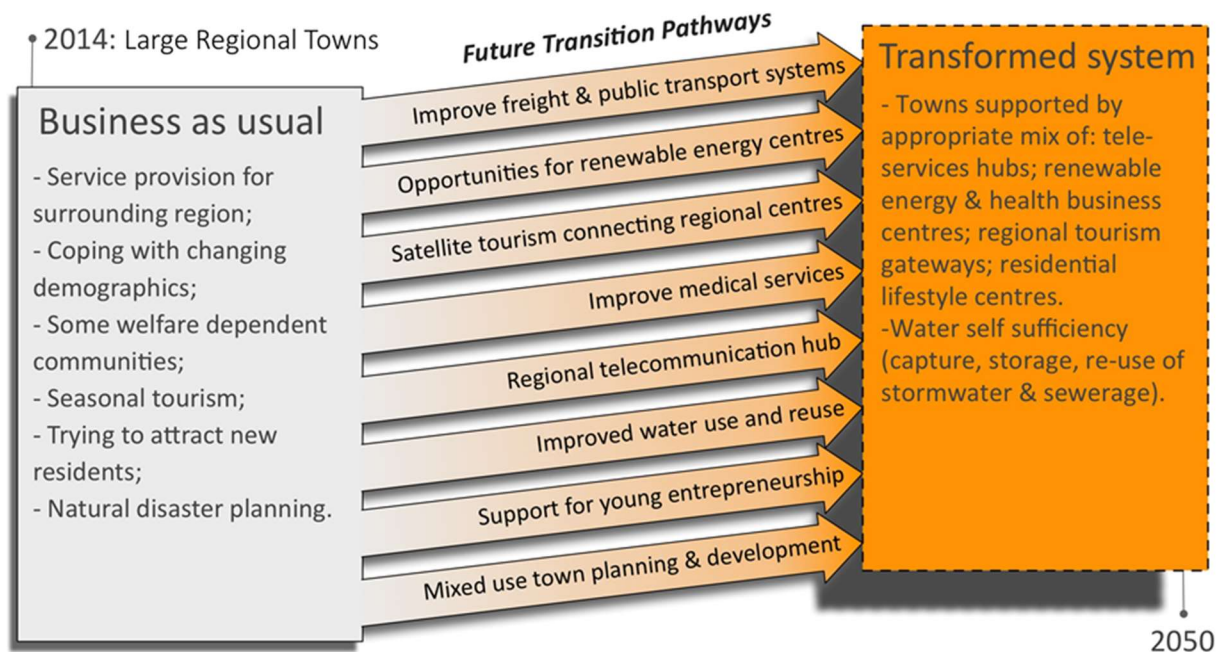 2014: Large Regional Towns
Business as usual
- Service provision for
surrounding region;
- Coping with changing
demographics;
- Some welfare dependent
communities;
- Seasonal tourism;
- Trying to attract new
residents;
- Natural disaster planning.
Future Transition Pathways
Improve freight & public transport systems
Opportunities for renewable energy centres
Satellite tourism connecting regional centres
Improve medical services
Regional telecommunication hub
Improved water use and reuse
Support for young entrepreneurship
Mixed use town planning & development
Transformed system
- Towns supported by
appropriate mix of: tele-
services hubs; renewable
energy & health business
centres; regional tourism
gateways; residential
lifestyle centres.
-Water self sufficiency
(capture, storage, re-use of
stormwater & sewerage).
2050